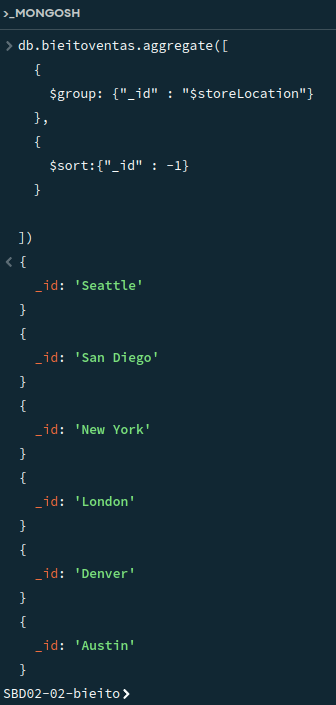 >_MONGOSH
> db.bieitoventas.aggregate([
{
$group: {"_id" : "$storeLocation"}
},
{
$sort:{"_id" : -1}
}
])
< {
_id: 'Seattle'
}
{
_id: 'San Diego'
}
{
_id: 'New York'
}
{
_id: 'London'
}
{
_id: 'Denver'
}
{
_id: 'Austin'
}
SBD02-02-bieito>